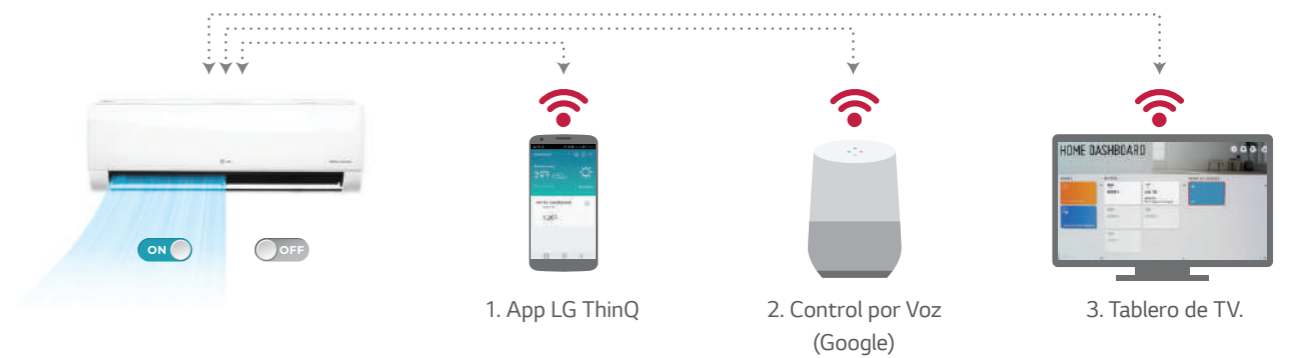 HOME DASHBOARD
ON
OFF
1. App LG ThinQ
2. Control por Voz
(Google)
3. Tablero de TV.